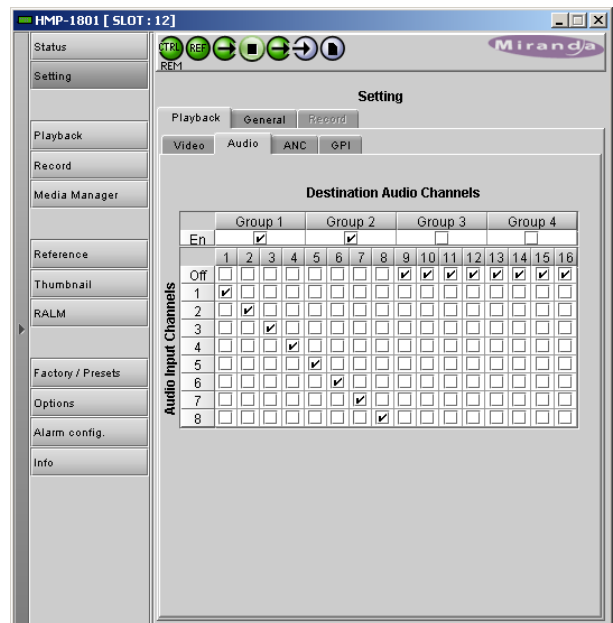 HMP-1801 [ SLOT : 12]
Status
Setting
Playback
Record
Media Manager
Reference
Thumbnail
RALM
Factory / Presets
Options
Alarm config.
Info
CTRL REF
REM
Miranda
Setting
Playback General Record
Video Audio ANC GPI
Destination Audio Channels
Group 1 Group 2 Group 3 Group 4
En
1 2 3 4 5 6 7 8 9 10 11 12 13 14 15 16
Audio Input Channels
Off
1
2
3
4
5
6
7
8